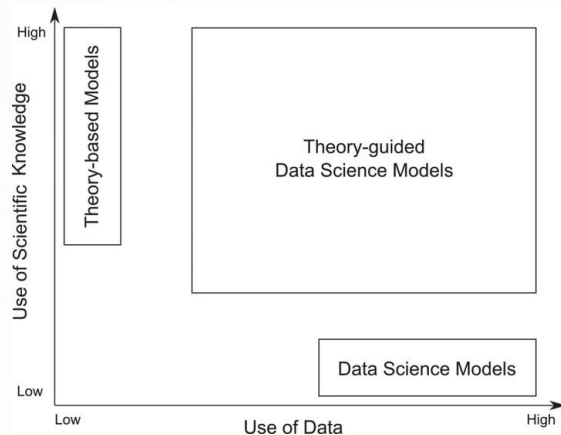 High
Use of Scientific Knowledge
Theory-based Models
Theory-guided
Data Science Models
Data Science Models
Low
Low
Use of Data
High